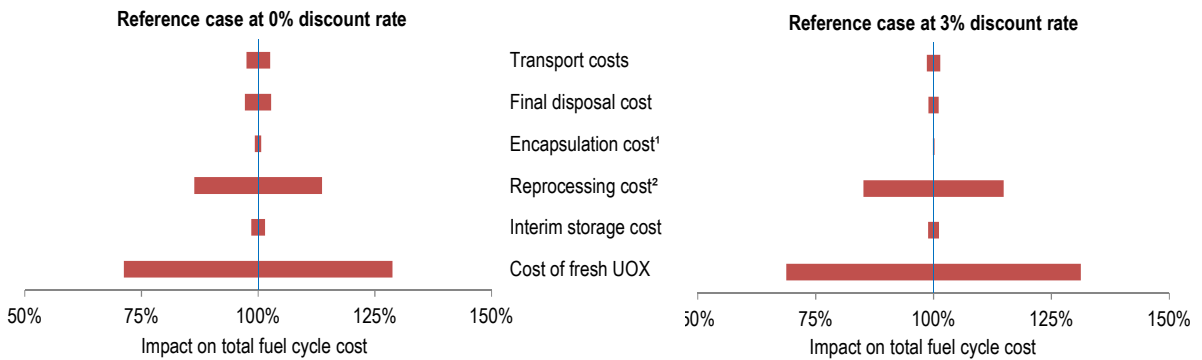 Reference case at 0% discount rate
Reference case at 3% discount rate
Transport costs
Final disposal cost
Encapsulation cost¹
Reprocessing cost²
Interim storage cost
Cost of fresh UOX
50% 75% 100% 125% 150%
50% 75% 100% 125% 150%
Impact on total fuel cycle cost
Impact on total fuel cycle cost